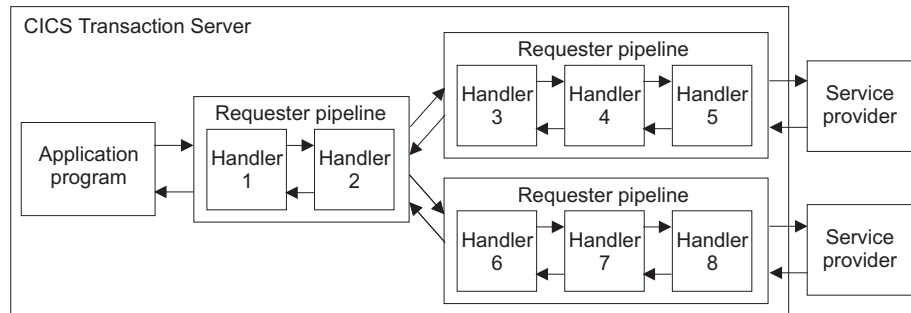 CICS Transaction Server
Application
program
Requester pipeline
Handler
1
Handler
2
Requester pipeline
Handler
3
Handler
4
Handler
5
Service
provider
Requester pipeline
Handler
6
Handler
7
Handler
8
Service
provider